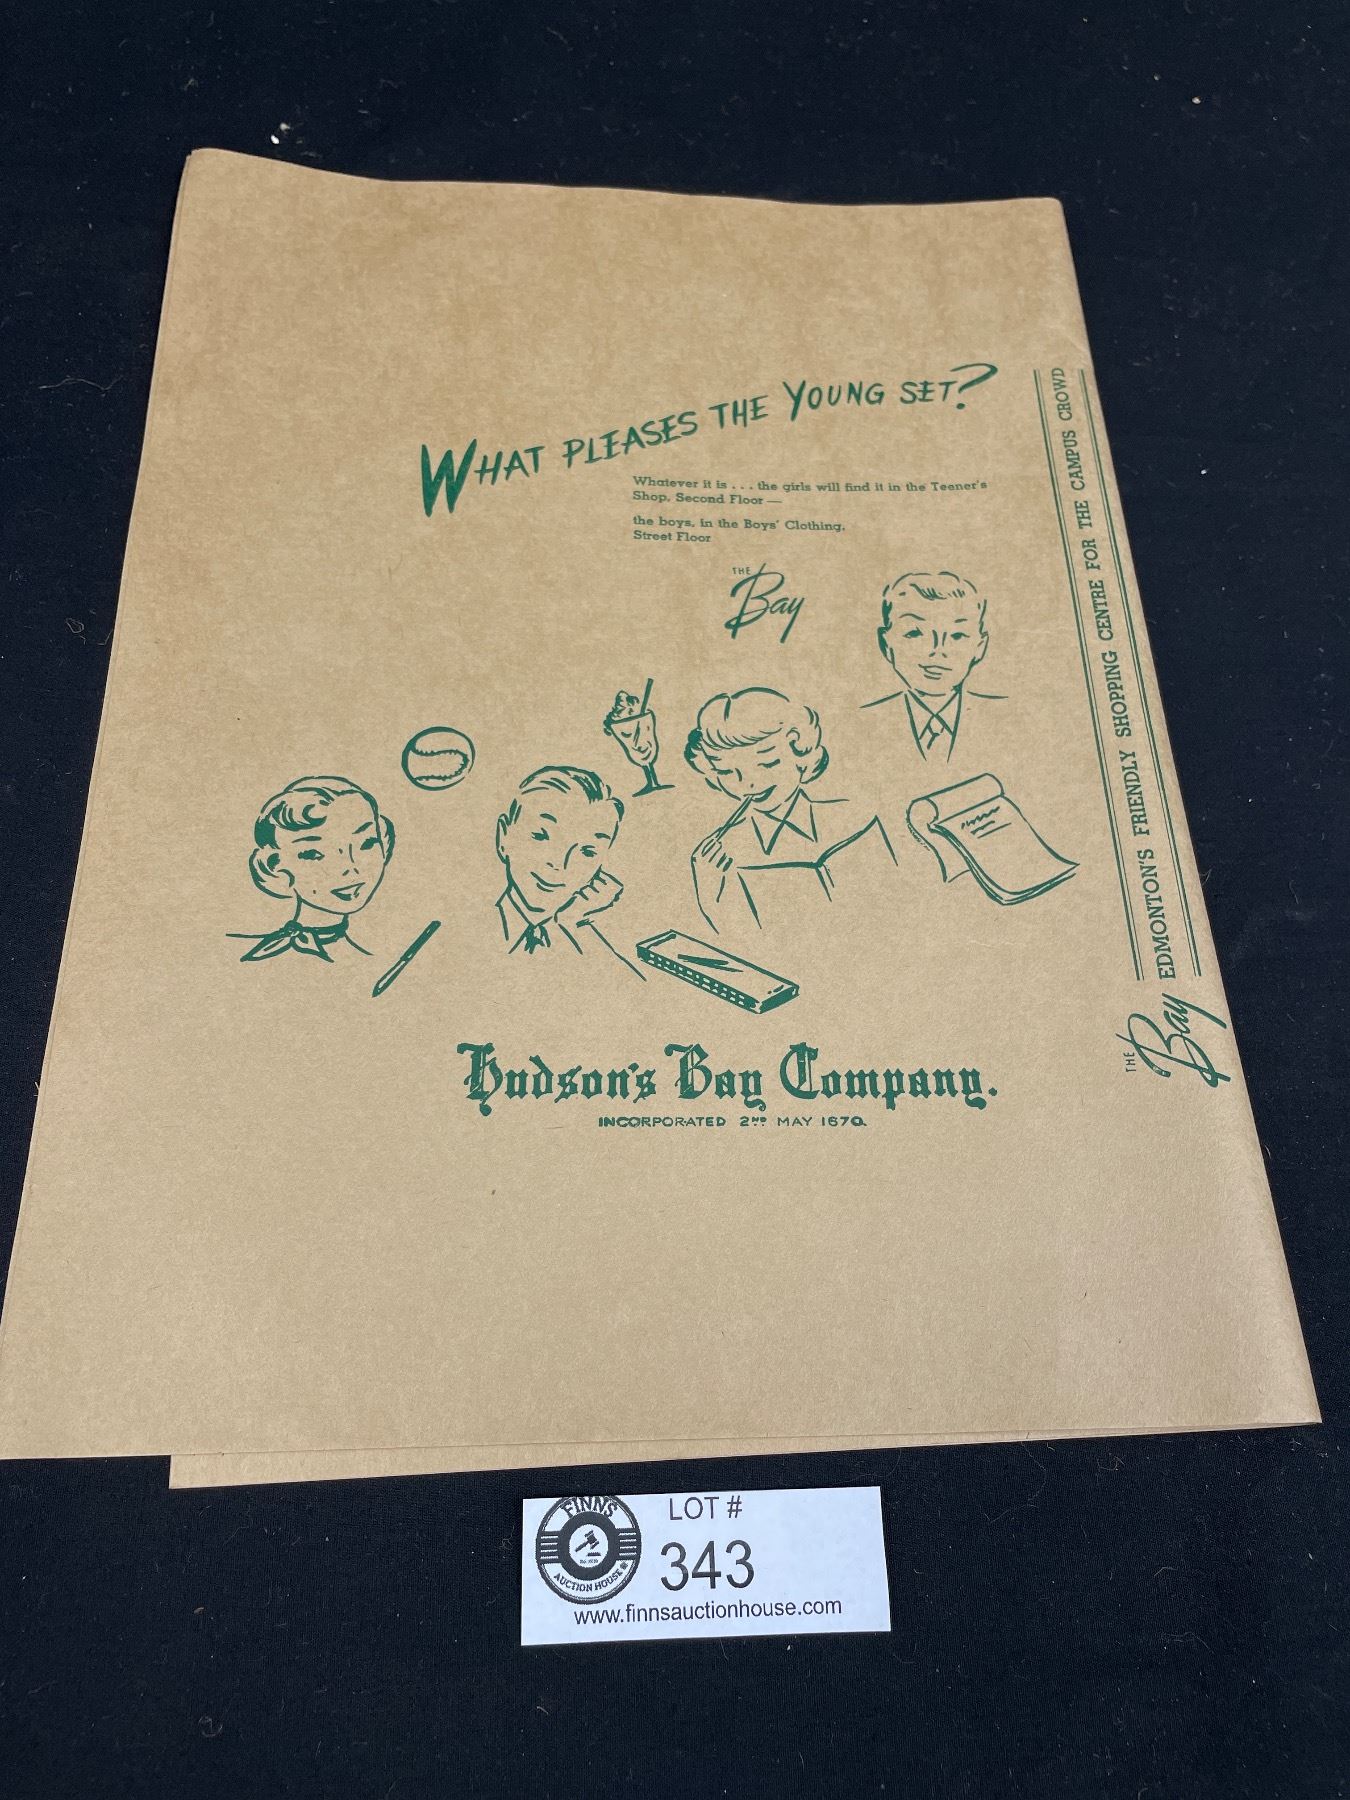 WHAT PLEASES THE YOUNG SET?
Whatever it is . . . the girls will find it in the Teener's
Shop, Second Floor —
the boys, in the Boys' Clothing,
Street Floor
THE
Bay
Hudson's Bay Company.
INCORPORATED 2ND MAY 1670.
THE
Bay
EDMONTON'S FRIENDLY SHOPPING CENTRE FOR THE CAMPUS CROWD
FINNS
AUCTION HOUSE
LOT #
343
www.finnsauctionhouse.com